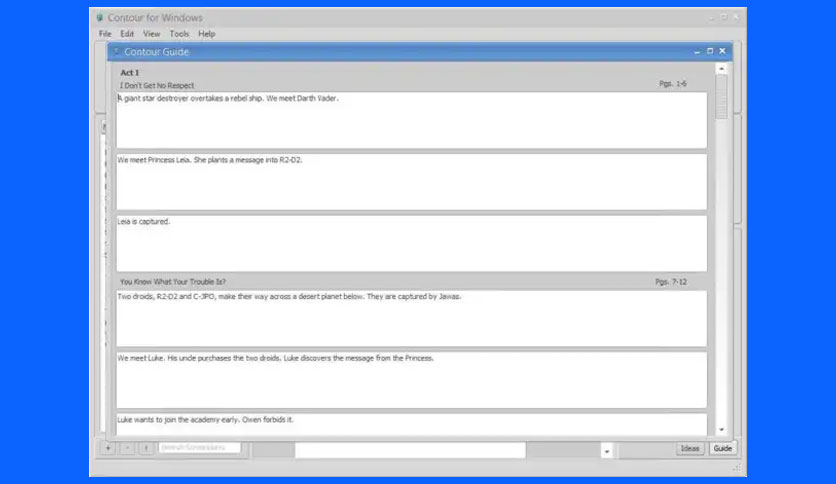 Contour for Windows
File Edit View Tools Help
Contour Guide
Act I
I Don't Get No Respect Pgs. 1-6
A giant star destroyer overtakes a rebel ship. We meet Darth Vader.
We meet Princess Leia. She plants a message into R2-D2.
Leia is captured.
You Know What Your Trouble Is? Pgs. 7-12
Two droids, R2-D2 and C-3PO, make their way across a desert planet below. They are captured by Jawas.
We meet Luke. His uncle purchases the two droids. Luke discovers the message from the Princess.
Luke wants to join the academy early. Owen forbids it.
Ideas Guide